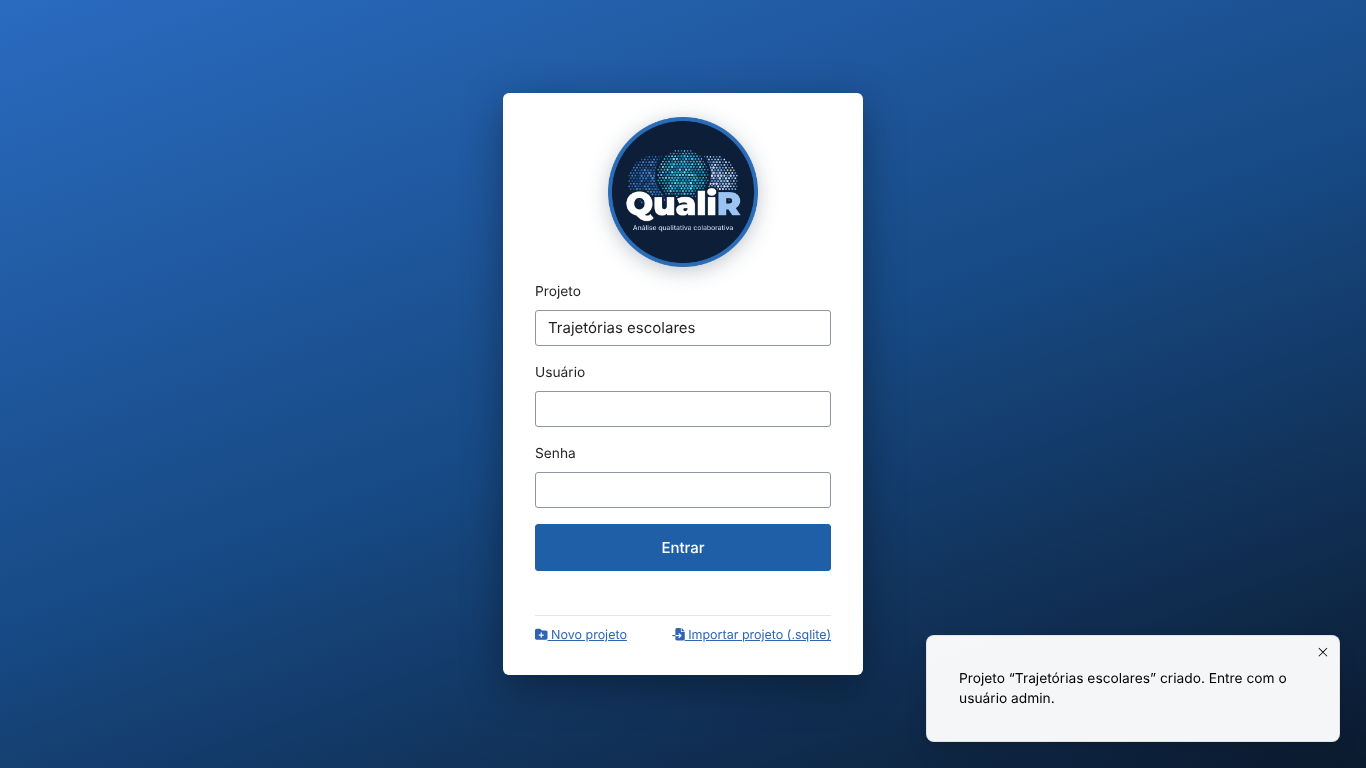 QualiR
Análise qualitativa colaborativa
Projeto
Trajetórias escolares
Usuário
Senha
Entrar
Novo projeto
Importar projeto (.sqlite)
Projeto “Trajetórias escolares” criado. Entre com o
usuário admin.